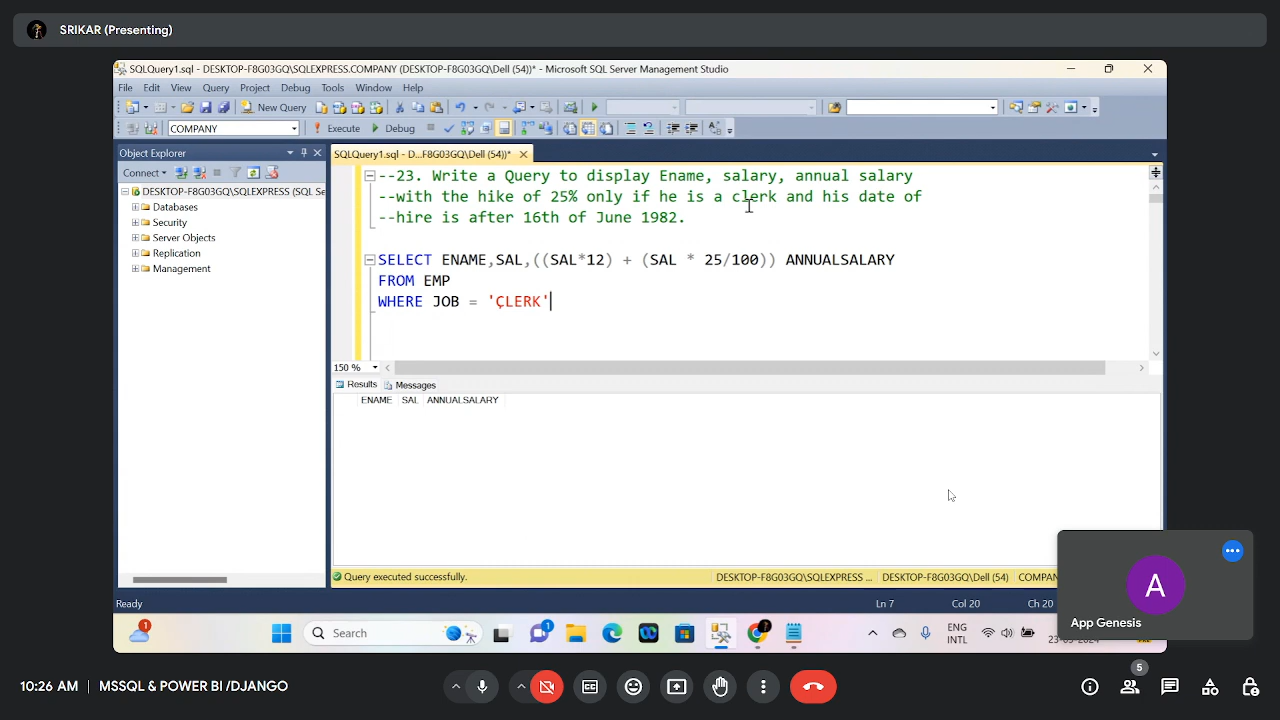 SRIKAR (Presenting)
SQLQuery1.sql - DESKTOP-F8G03GQ\SQLEXPRESS.COMPANY (DESKTOP-F8G03GQ\Dell (54))* - Microsoft SQL Server Management Studio
File Edit View Query Project Debug Tools Window Help
New Query
COMPANY Execute Debug
Object Explorer
SQLQuery1.sql - D...F8G03GQ\Dell (54))*
Connect
DESKTOP-F8G03GQ\SQLEXPRESS (SQL Se
Databases
Security
Server Objects
Replication
Management
--23. Write a Query to display Ename, salary, annual salary
--with the hike of 25% only if he is a clerk and his date of
--hire is after 16th of June 1982.
SELECT ENAME,SAL,((SAL*12) + (SAL * 25/100)) ANNUALSALARY
FROM EMP
WHERE JOB = 'ÇLERK'
150 %
Results Messages
ENAME SAL ANNUALSALARY
Query executed successfully.
DESKTOP-F8G03GQ\SQLEXPRESS ... DESKTOP-F8G03GQ\Dell (54) COMPAN
Ready Ln 7 Col 20 Ch 20
1
Search
1
7
ENG
INTL
A
App Genesis
10:26 AM | MSSQL & POWER BI /DJANGO
5